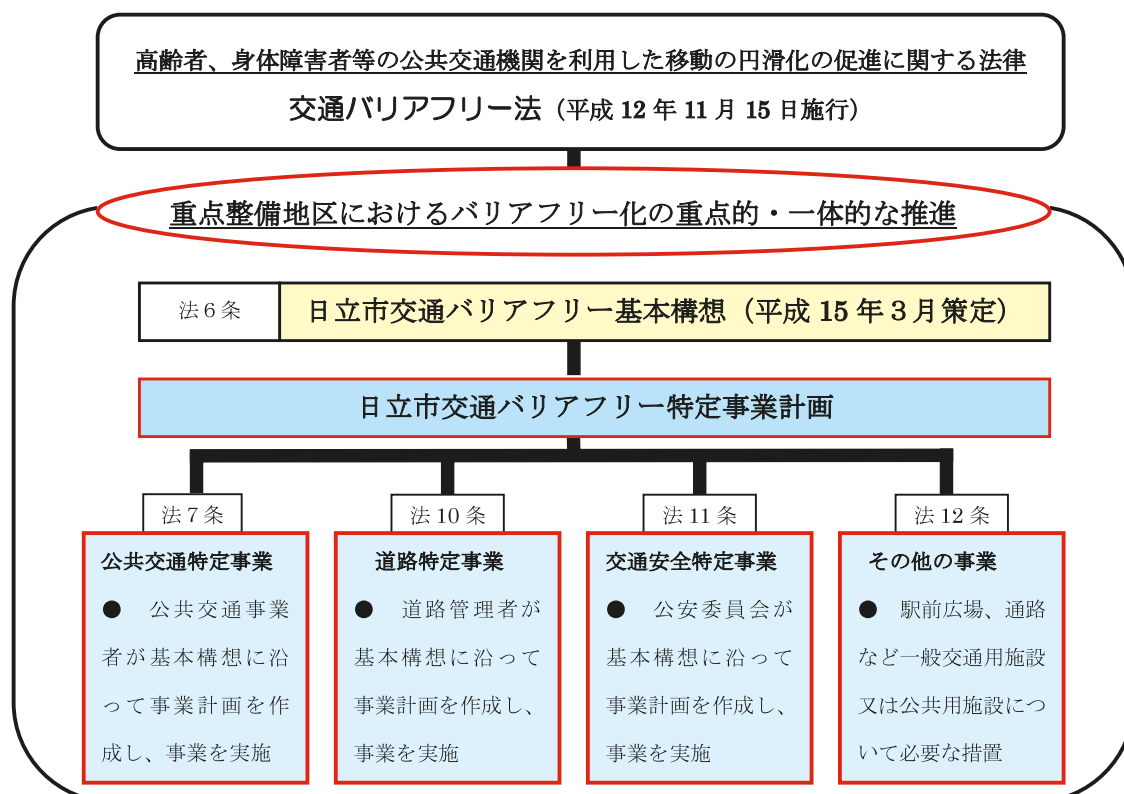 高齢者、身体障害者等の公共交通機関を利用した移動の円滑化の促進に関する法律
交通バリアフリー法（平成 12 年 11 月 15 日施行）
重点整備地区におけるバリアフリー化の重点的・一体的な推進
法６条
日立市交通バリアフリー基本構想（平成 15 年３月策定）
日立市交通バリアフリー特定事業計画
法７条
公共交通特定事業
● 公共交通事業
者が基本構想に沿
って事業計画を作
成し、事業を実施
法 10 条
道路特定事業
● 道路管理者が
基本構想に沿って
事業計画を作成し、
事業を実施
法 11 条
交通安全特定事業
● 公安委員会が
基本構想に沿って
事業計画を作成し、
事業を実施
法 12 条
その他の事業
● 駅前広場、通路
など一般交通用施設
又は公共用施設につ
いて必要な措置